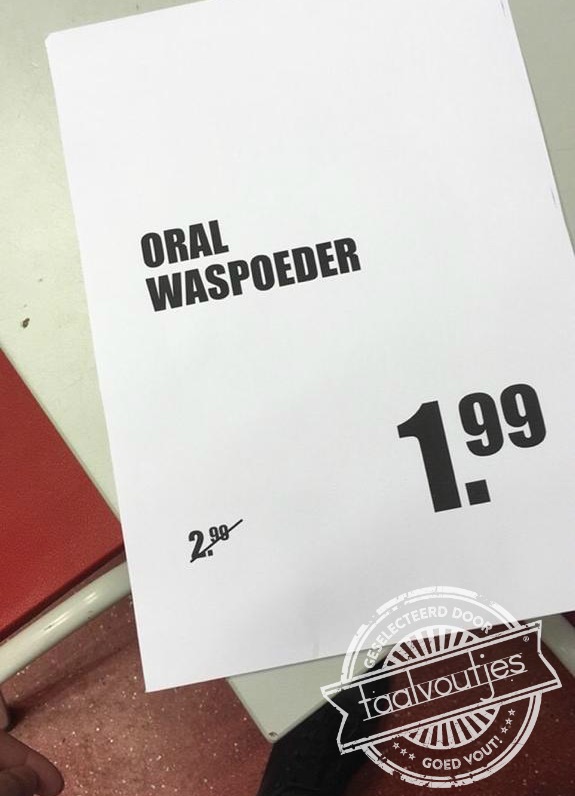 ORAL
WASPOEDER
1.99
2.99
GESELECTEERD DOOR
taalvoutjes
GOED VOUT!